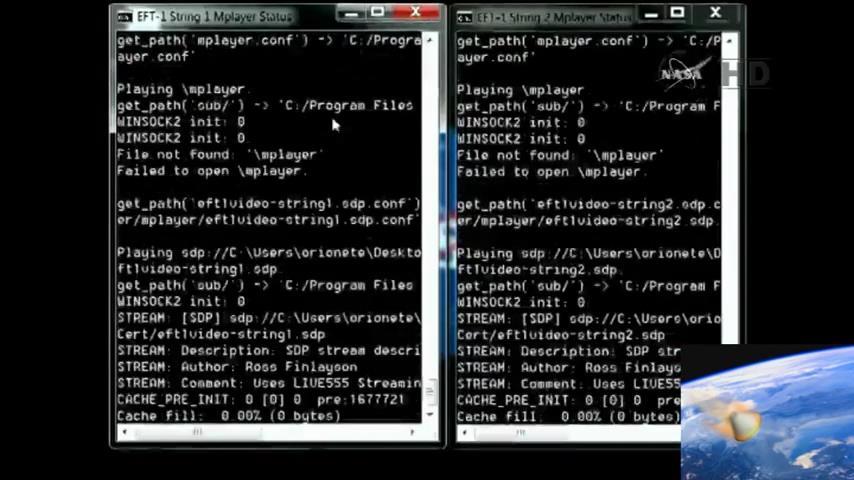 EFT-1 String 1 Mplayer Status
get_path('mplayer.conf') -> 'C:/Progra
ayer.conf'
Playing \mplayer.
get_path('sub/') -> 'C:/Program Files
WINSOCK2 init: 0
WINSOCK2 init: 0
File not found: '\mplayer'
Failed to open \mplayer.
get_path('eft1video-string1.sdp.conf')
er/mplayer/eft1video-string1.sdp.conf'
Playing sdp://C:\Users\orionete\Deskto
ft1video-string1.sdp.
get_path('sub/') -> 'C:/Program Files
WINSOCK2 init: 0
STREAM: [SDP] sdp://C:\Users\orionete\
Cert/eft1video-string1.sdp
STREAM: Description: SDP stream descri
STREAM: Author: Ross Finlayson
STREAM: Comment: Uses LIVE555 Streamin
CACHE_PRE_INIT: 0 [0] 0 pre:1677721
Cache fill: 0.00% (0 bytes)
EFT-1 String 2 Mplayer Status
get_path('mplayer.conf') -> 'C:/P
ayer.conf'
Playing \mplayer.
get_path('sub/') -> 'C:/Program F
WINSOCK2 init: 0
WINSOCK2 init: 0
File not found: '\mplayer'
Failed to open \mplayer.
get_path('eft1video-string2.sdp.c
er/mplayer/eft1video-string2.sdp.
Playing sdp://C:\Users\orionete\D
ft1video-string2.sdp.
get_path('sub/') -> 'C:/Program F
WINSOCK2 init: 0
STREAM: [SDP] sdp://C:\Users\orio
Cert/eft1video-string2.sdp
STREAM: Description: SDP str
STREAM: Author: Ross Finlay
STREAM: Comment: Uses LIVE55
CACHE_PRE_INIT: 0 [0] 0 pr
Cache fill: 0.00% (0 bytes)
NASA HD